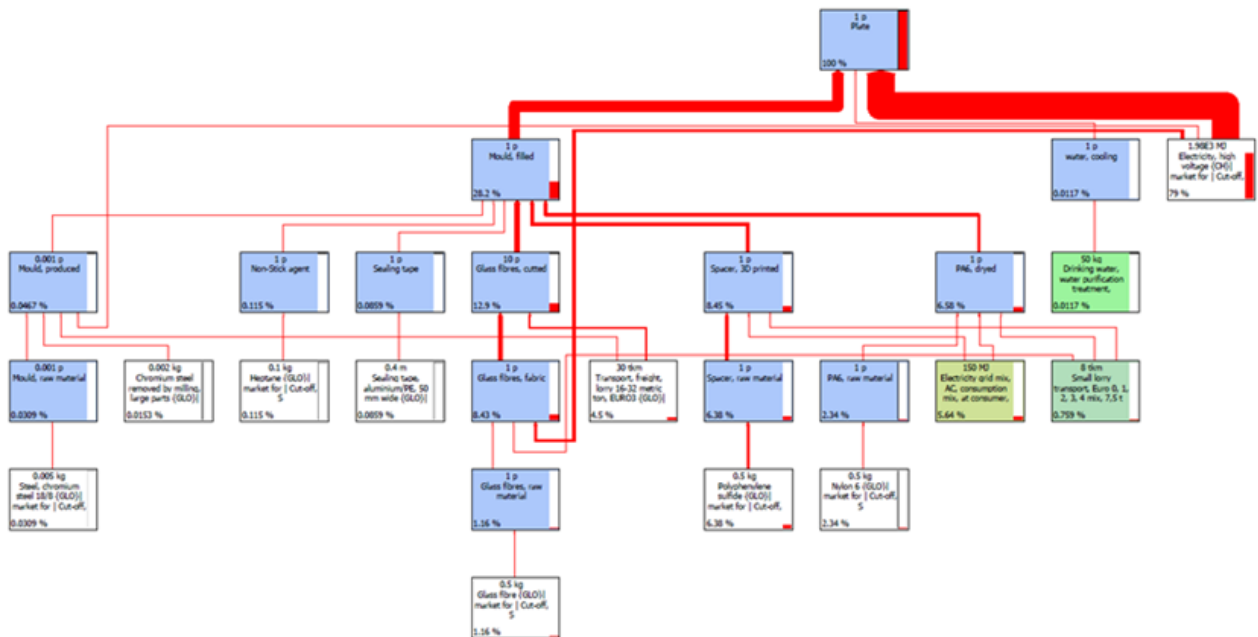 1 p
Plate
100 %
1 p
Mould, filled
28.2 %
1 p
water, cooling
0.0117 %
1.98E3 MJ
Electricity, high
voltage {CH}|
market for | Cut-off,
79 %
0.001 p
Mould, produced
0.0467 %
1 p
Non-Stick agent
0.115 %
1 p
Sealing tape
0.0859 %
10 p
Glass fibres, cutted
12.9 %
1 p
Spacer, 3D printed
8.45 %
1 p
PA6, dryed
6.58 %
50 kg
Drinking water,
water purification
treatment,
0.0117 %
0.001 p
Mould, raw material
0.0309 %
0.002 kg
Chromium steel
removed by milling,
large parts {GLO}|
0.0153 %
0.1 kg
Heptane {GLO}|
market for | Cut-off,
S
0.115 %
0.4 m
Sealing tape,
aluminium/PE, 50
mm wide {GLO}|
0.0859 %
1 p
Glass fibres, fabric
8.43 %
30 tkm
Transport, freight,
lorry 16-32 metric
ton, EURO3 {GLO}|
4.5 %
1 p
Spacer, raw material
6.38 %
1 p
PA6, raw material
2.34 %
150 MJ
Electricity grid mix,
AC, consumption
mix, at consumer,
5.64 %
8 tkm
Small lorry
transport, Euro 0, 1,
2, 3, 4 mix, 7,5 t
0.759 %
0.005 kg
Steel, chromium
steel 18/8 {GLO}|
market for | Cut-off,
0.0309 %
1 p
Glass fibres, raw
material
1.16 %
0.5 kg
Polyphenylene
sulfide {GLO}|
market for | Cut-off,
6.38 %
0.5 kg
Nylon 6 {GLO}|
market for | Cut-off,
S
2.34 %
0.5 kg
Glass fibre {GLO}|
market for | Cut-off,
S
1.16 %